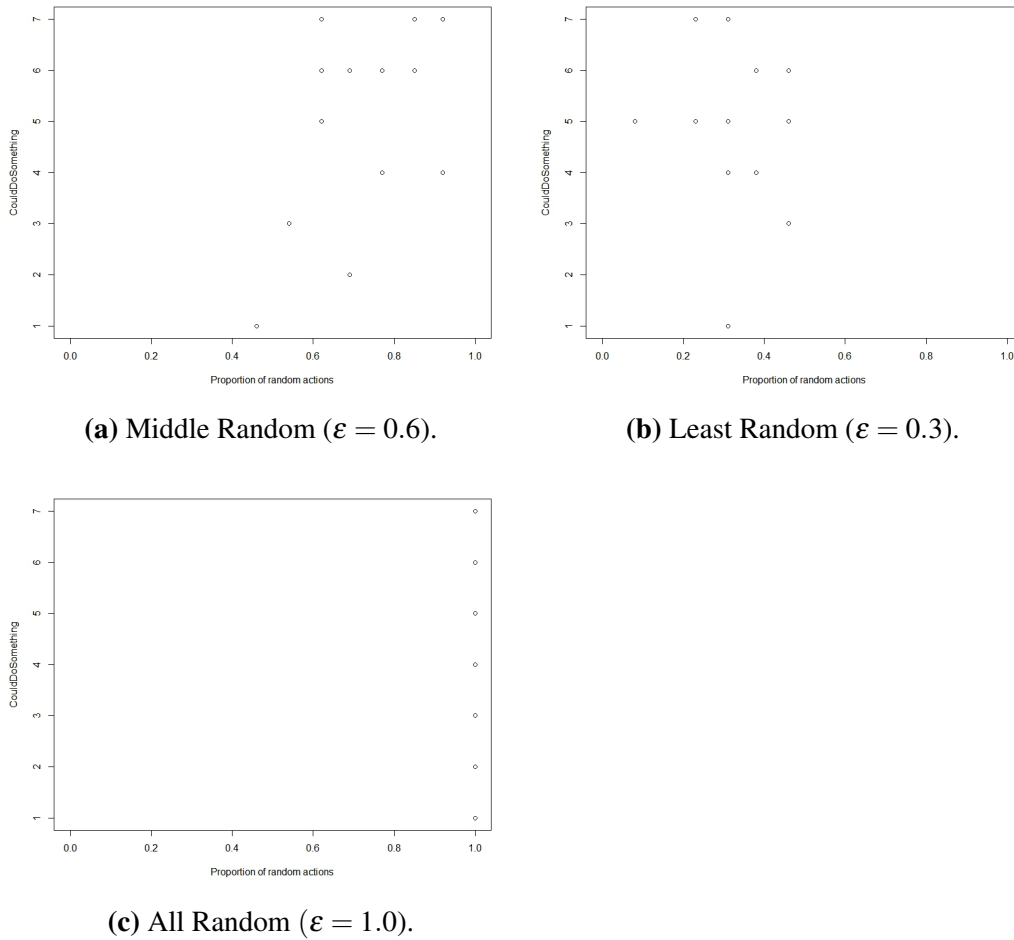 7
6
5
4
3
2
1
CouldDoSomething
0.0 0.2 0.4 0.6 0.8 1.0
Proportion of random actions
(a) Middle Random (ε = 0.6).
7
6
5
4
3
2
1
CouldDoSomething
0.0 0.2 0.4 0.6 0.8 1.0
Proportion of random actions
(b) Least Random (ε = 0.3).
7
6
5
4
3
2
1
CouldDoSomething
0.0 0.2 0.4 0.6 0.8 1.0
Proportion of random actions
(c) All Random (ε = 1.0).